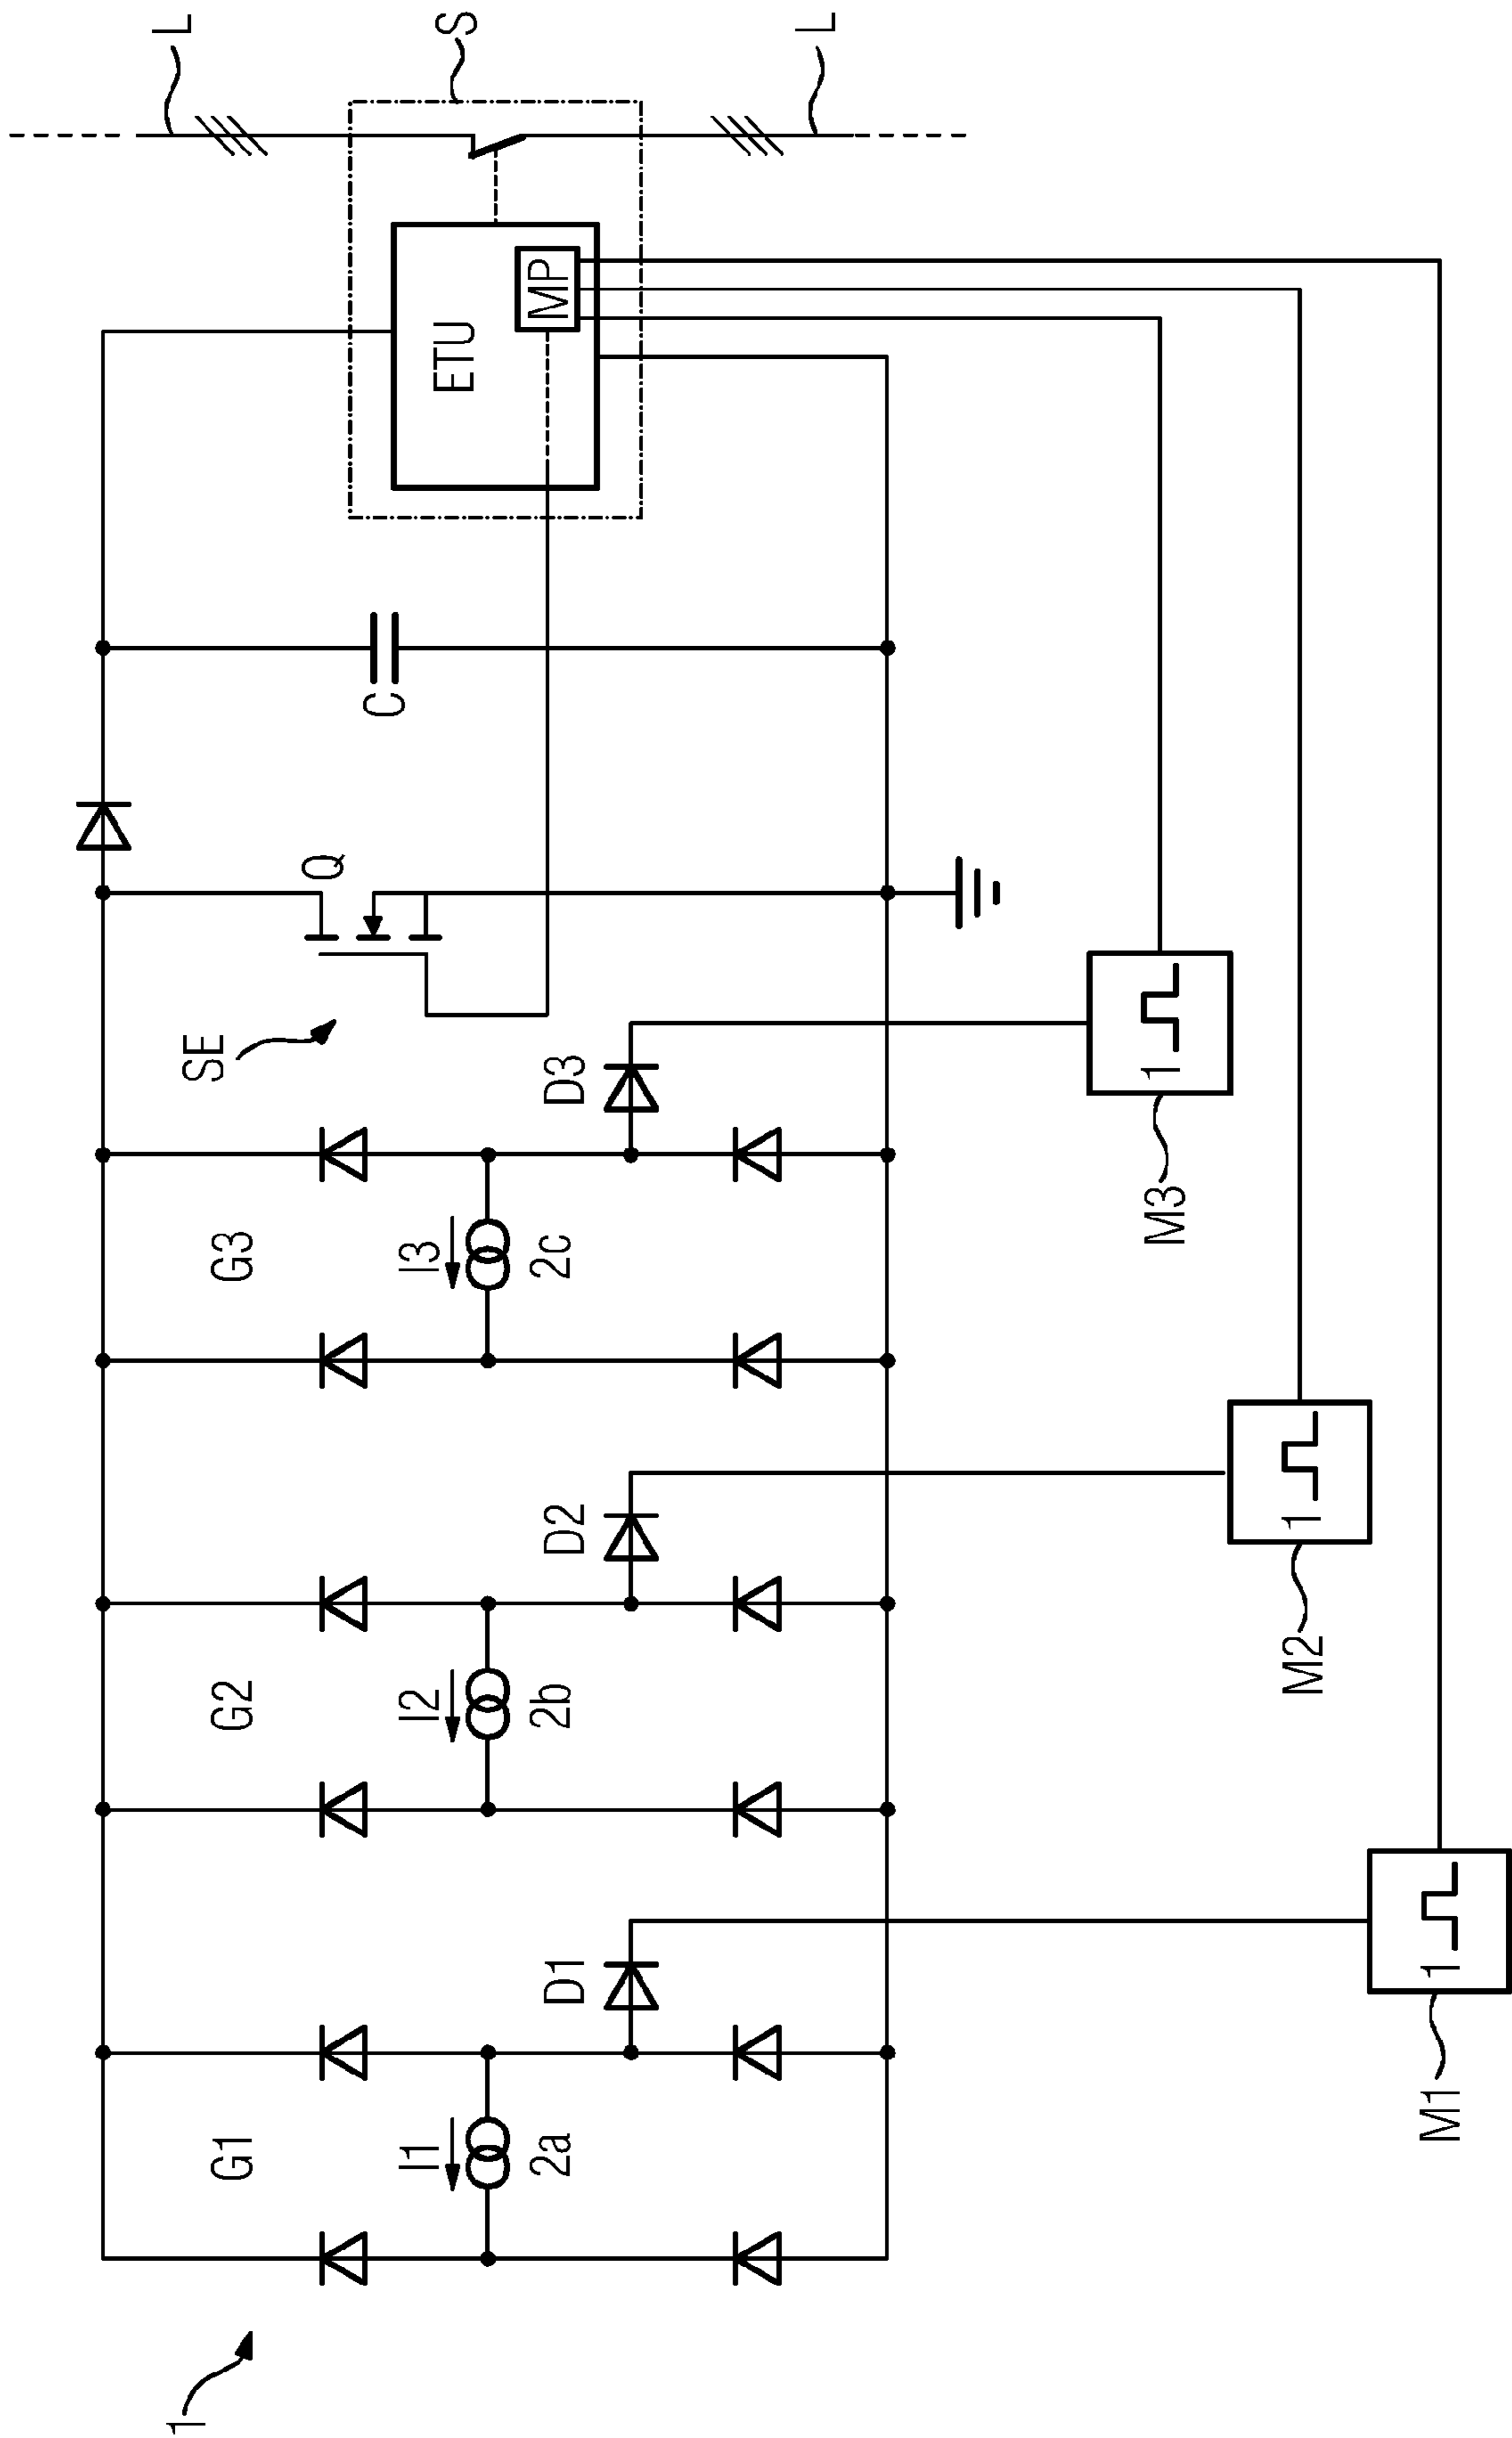 1
G1
I1
2a
D1
M1
1
G2
I2
2b
D2
M2
1
G3
I3
2c
D3
M3
1
SE
Q
C
ETU
MP
S
L
L